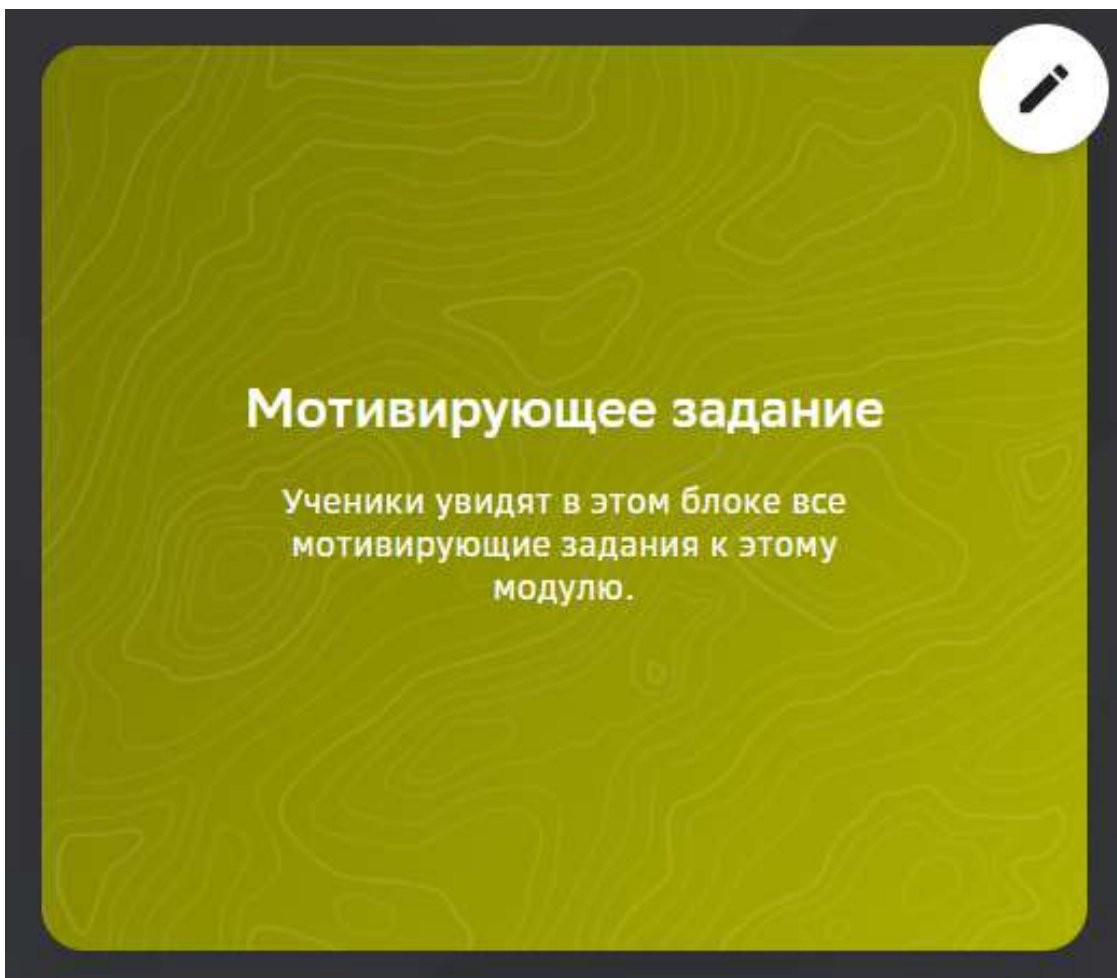 Мотивирующее задание
Ученики увидят в этом блоке все
мотивирующие задания к этому
модулю.